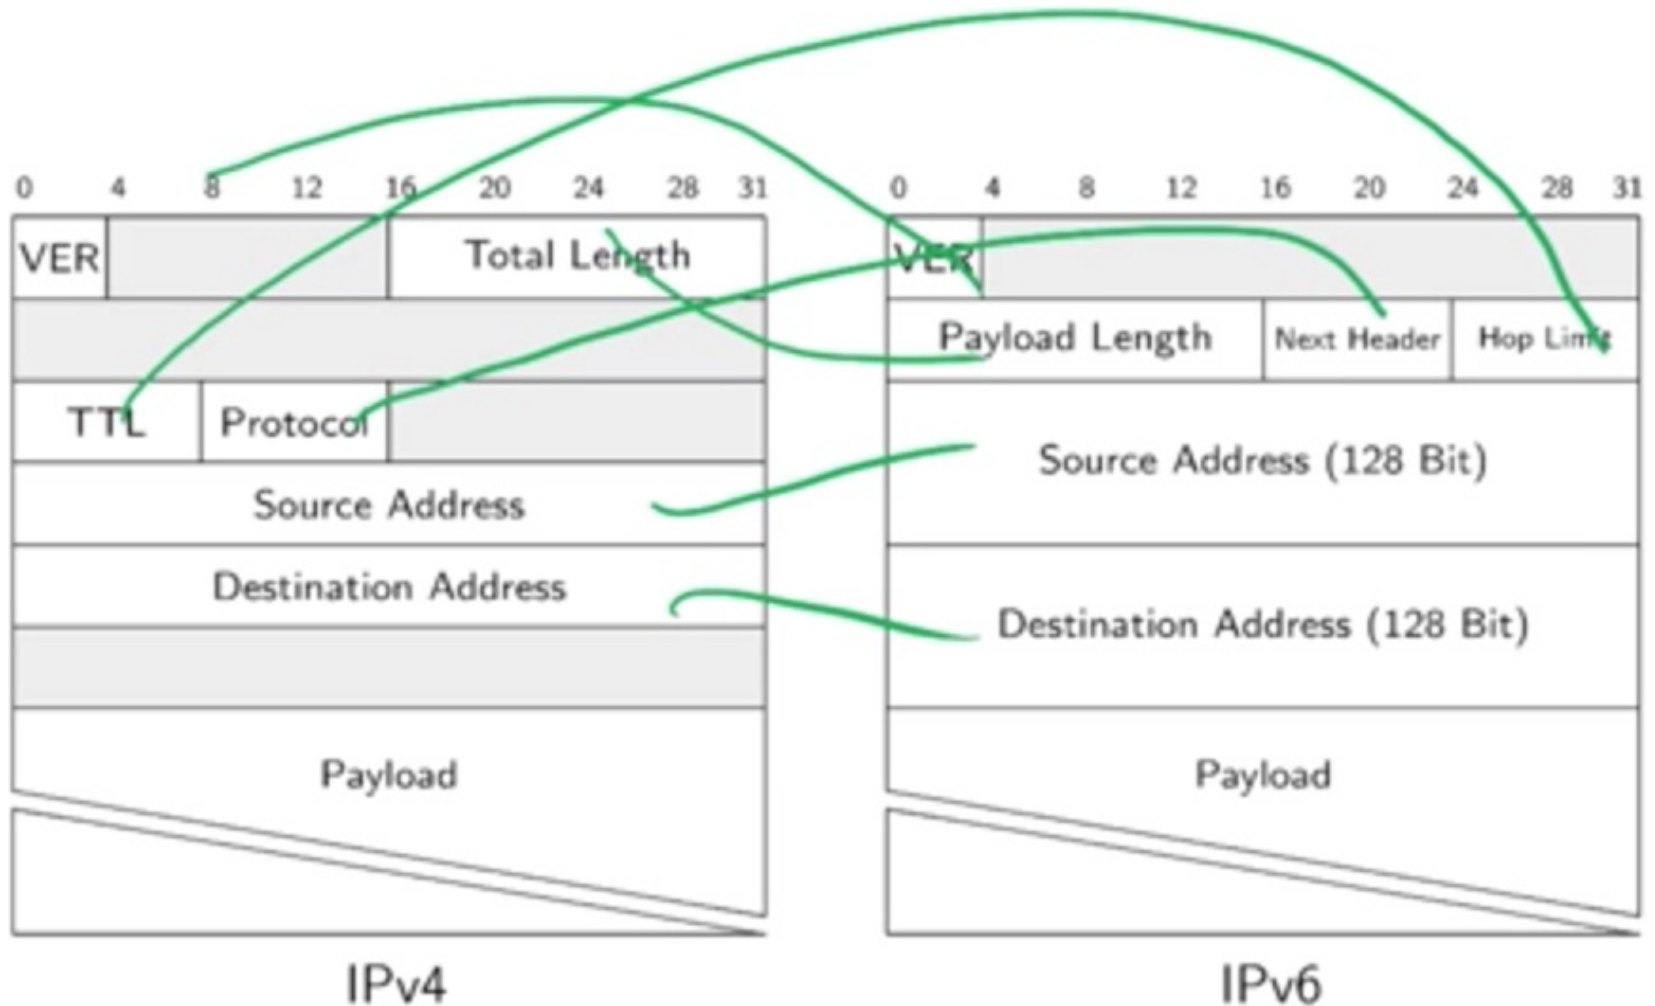 0 4 8 12 16 20 24 28 31
VER Total Length
TTL Protocol
Source Address
Destination Address
Payload
IPv4
0 4 8 12 16 20 24 28 31
VER
Payload Length Next Header Hop Limit
Source Address (128 Bit)
Destination Address (128 Bit)
Payload
IPv6